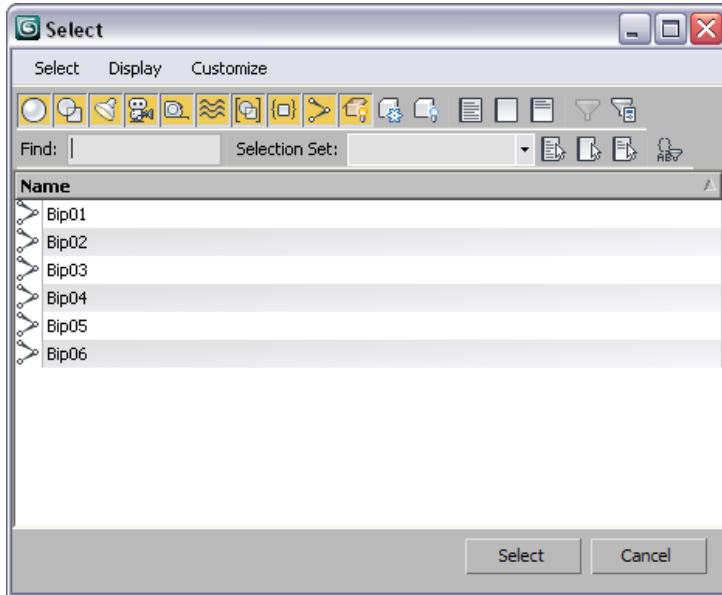 Select
Select Display Customize
Find: Selection Set:
Name
Bip01
Bip02
Bip03
Bip04
Bip05
Bip06
Select Cancel